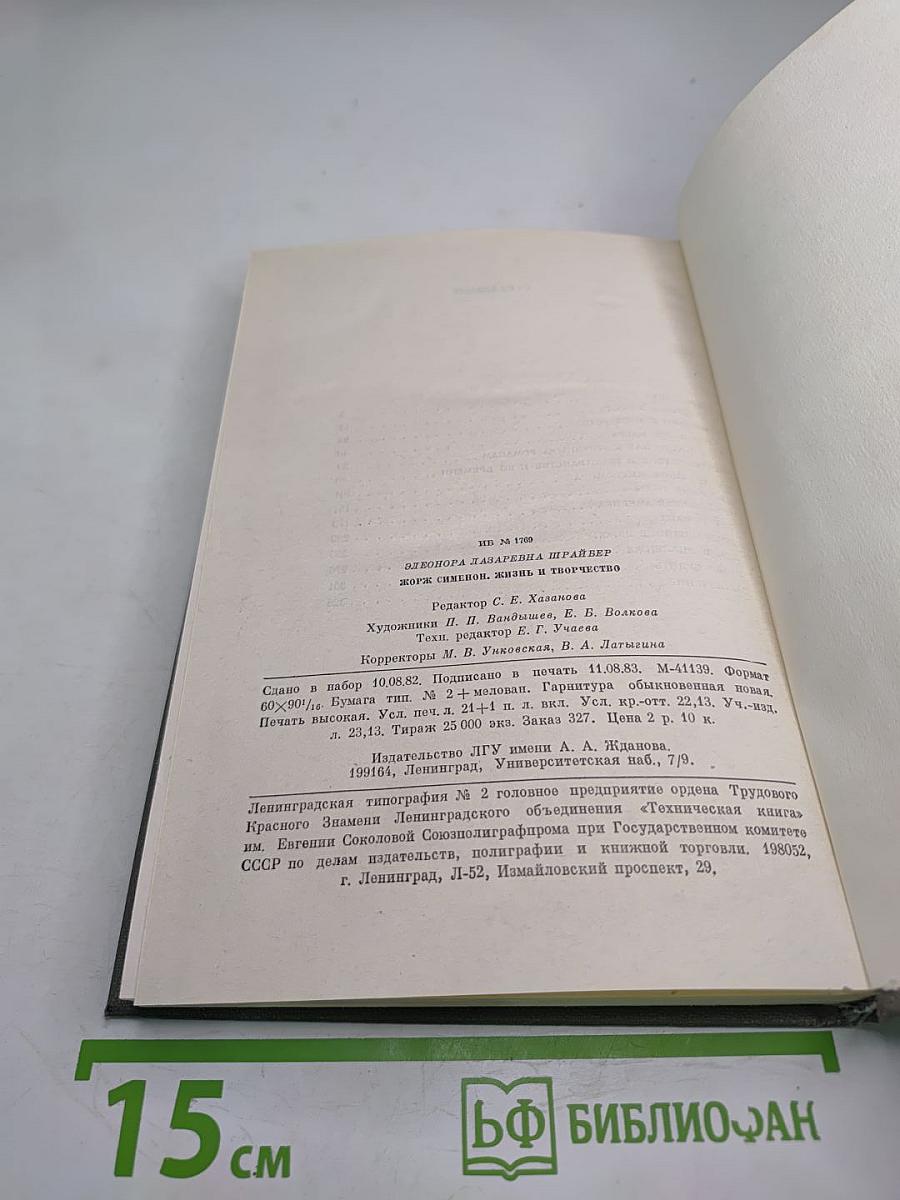 ИБ № 1769
ЭЛЕОНОРА ЛАЗАРЕВНА ШРАЙБЕР
ЖОРЖ СИМЕНОН. ЖИЗНЬ И ТВОРЧЕСТВО
Редактор С. Е. Хазанова
Художники П. П. Вандышев, Е. Б. Волкова
Техн. редактор Е. Г. Учаева
Корректоры М. В. Унковская, В. А. Латыгина
Сдано в набор 10.08.82. Подписано в печать 11.08.83. М-41139. Формат
60×90¹/₁₆. Бумага тип. № 2+мелован. Гарнитура обыкновенная новая.
Печать высокая. Усл. печ. л. 21+1 п. л. вкл. Усл. кр.-отт. 22,13. Уч.-изд.
л. 23,13. Тираж 25 000 экз. Заказ 327. Цена 2 р. 10 к.
Издательство ЛГУ имени А. А. Жданова.
199164, Ленинград, Университетская наб., 7/9.
Ленинградская типография № 2 головное предприятие ордена Трудового
Красного Знамени Ленинградского объединения «Техническая книга»
им. Евгении Соколовой Союзполиграфпрома при Государственном комитете
СССР по делам издательств, полиграфии и книжной торговли. 198052,
г. Ленинград, Л-52, Измайловский проспект, 29,
15 см
БФ БИБЛИОФАН